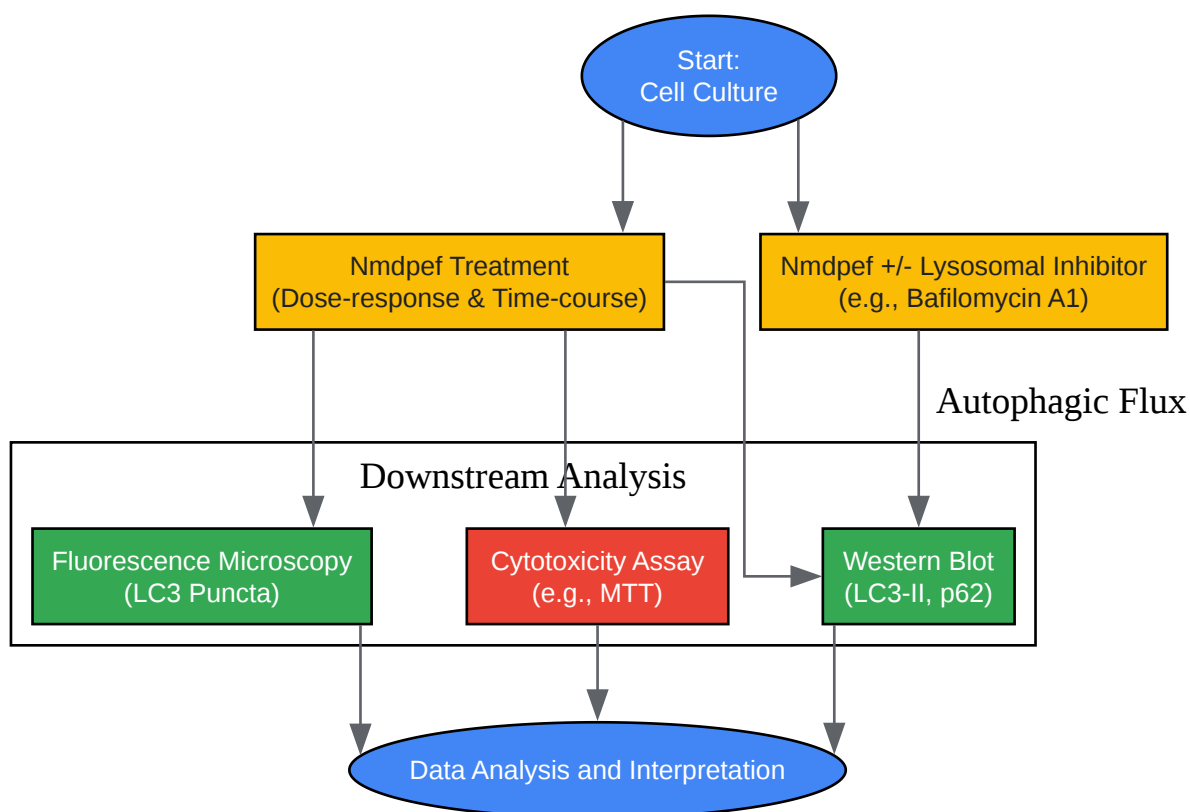 Start:
Cell Culture
Nmdpef Treatment
(Dose-response & Time-course)
Nmdpef +/- Lysosomal Inhibitor
(e.g., Bafilomycin A1)
Autophagic Flux
Downstream Analysis
Fluorescence Microscopy
(LC3 Puncta)
Cytotoxicity Assay
(e.g., MTT)
Western Blot
(LC3-II, p62)
Data Analysis and Interpretation